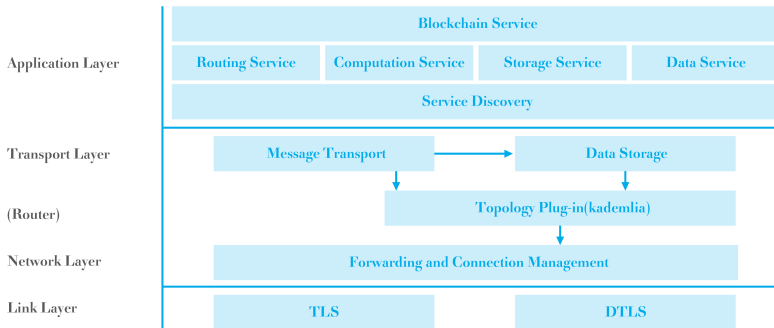 Blockchain Service
Application Layer
Routing Service
Computation Service
Storage Service
Data Service
Service Discovery
Transport Layer
Message Transport
Data Storage
(Router)
Topology Plug-in(kademlia)
Network Layer
Forwarding and Connection Management
Link Layer
TLS
DTLS